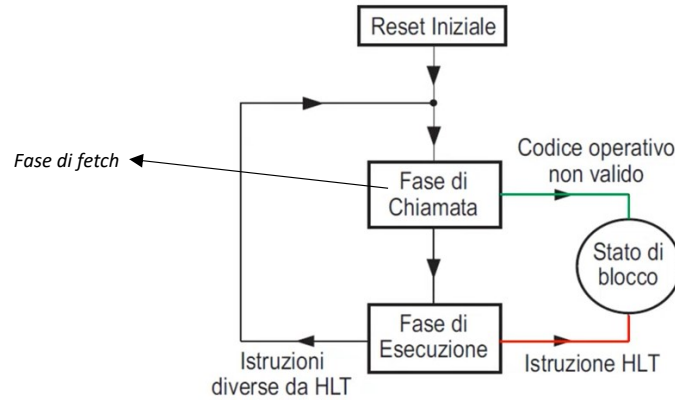 Reset Iniziale
Fase di fetch
Codice operativo
non valido
Fase di
Chiamata
Stato di
blocco
Fase di
Esecuzione
Istruzioni
diverse da HLT
Istruzione HLT